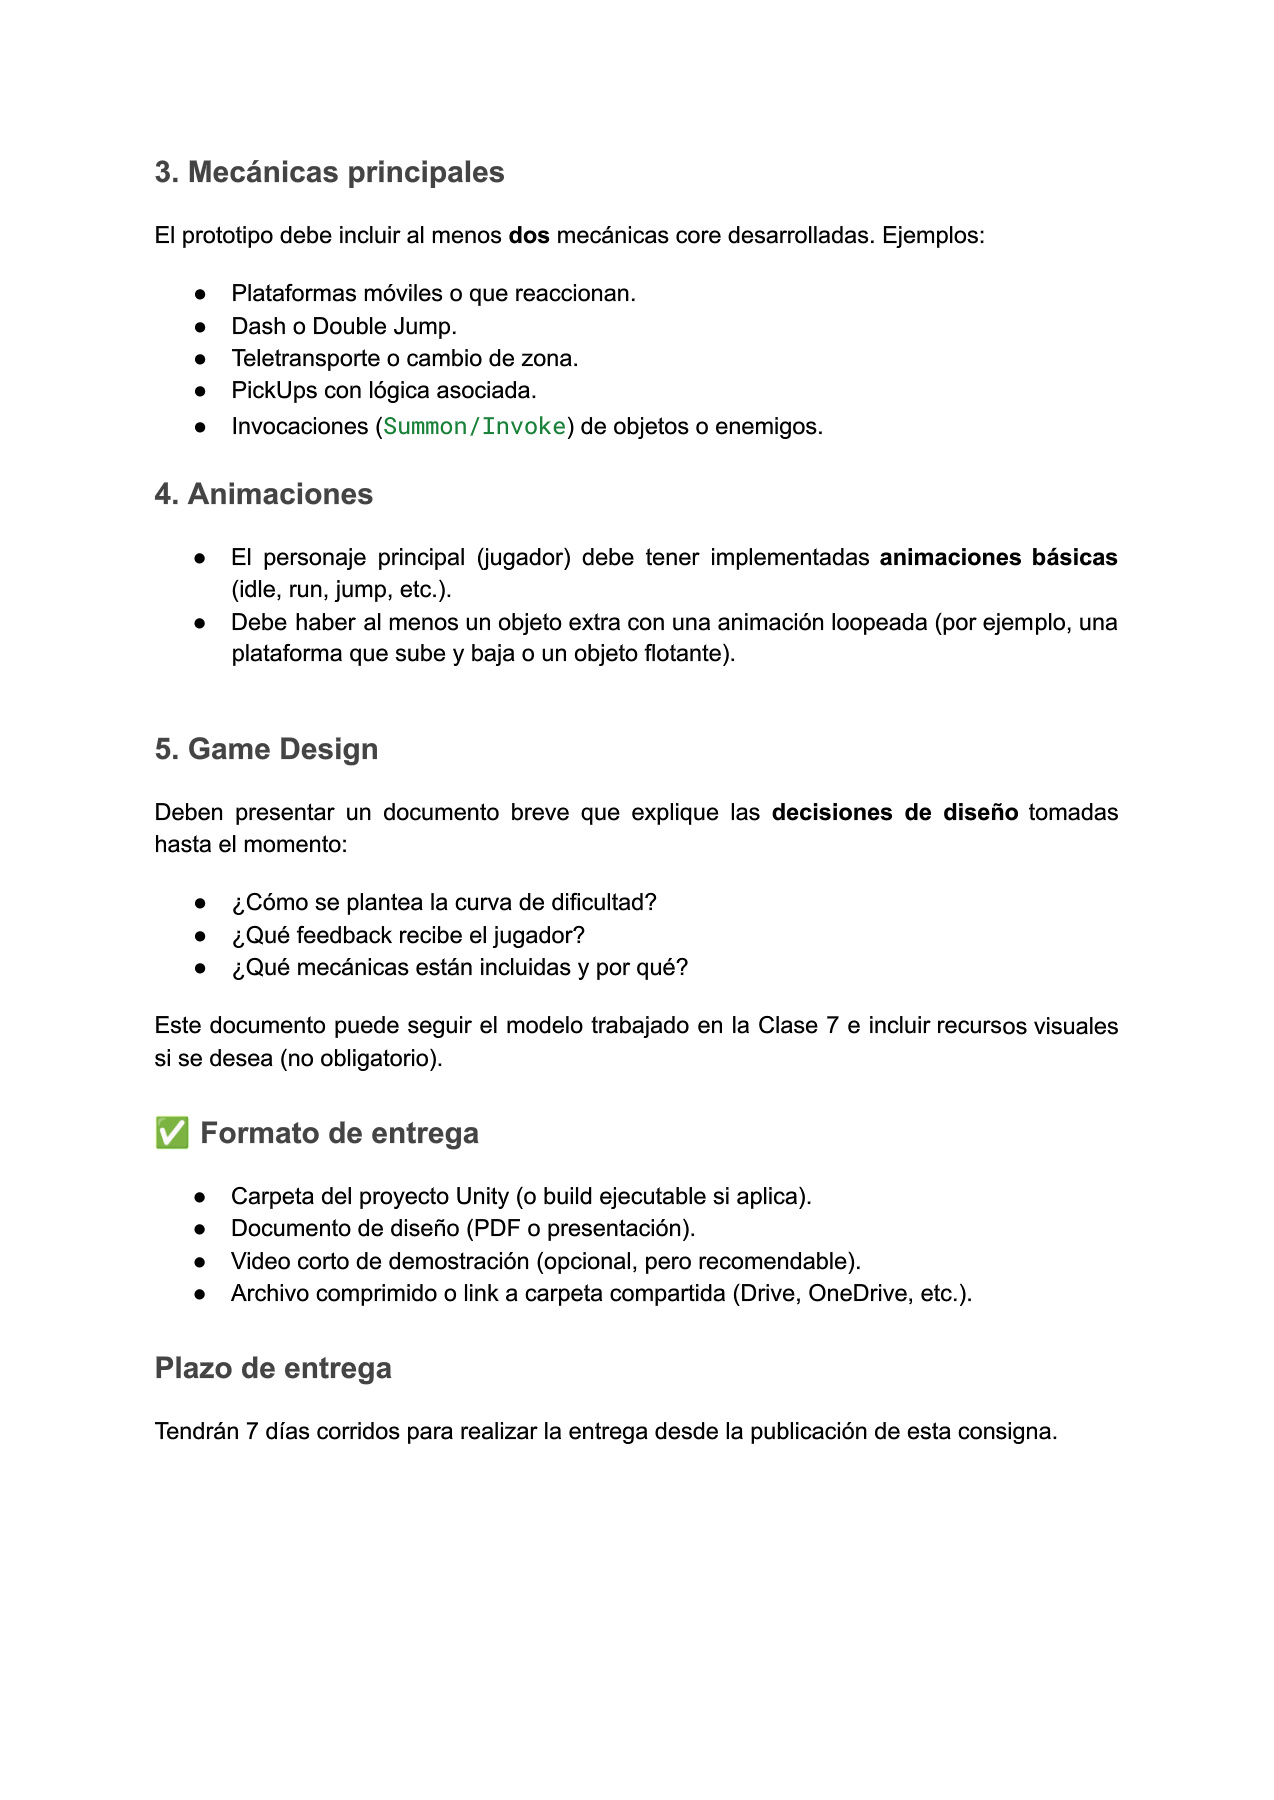 3. Mecánicas principales
El prototipo debe incluir al menos dos mecánicas core desarrolladas. Ejemplos:
● Plataformas móviles o que reaccionan.
● Dash o Double Jump.
● Teletransporte o cambio de zona.
● PickUps con lógica asociada.
● Invocaciones (Summon/Invoke) de objetos o enemigos.
4. Animaciones
● El personaje principal (jugador) debe tener implementadas animaciones básicas
(idle, run, jump, etc.).
● Debe haber al menos un objeto extra con una animación loopeada (por ejemplo, una
plataforma que sube y baja o un objeto flotante).
5. Game Design
Deben presentar un documento breve que explique las decisiones de diseño tomadas
hasta el momento:
● ¿Cómo se plantea la curva de dificultad?
● ¿Qué feedback recibe el jugador?
● ¿Qué mecánicas están incluidas y por qué?
Este documento puede seguir el modelo trabajado en la Clase 7 e incluir recursos visuales
si se desea (no obligatorio).
✅ Formato de entrega
● Carpeta del proyecto Unity (o build ejecutable si aplica).
● Documento de diseño (PDF o presentación).
● Video corto de demostración (opcional, pero recomendable).
● Archivo comprimido o link a carpeta compartida (Drive, OneDrive, etc.).
Plazo de entrega
Tendrán 7 días corridos para realizar la entrega desde la publicación de esta consigna.